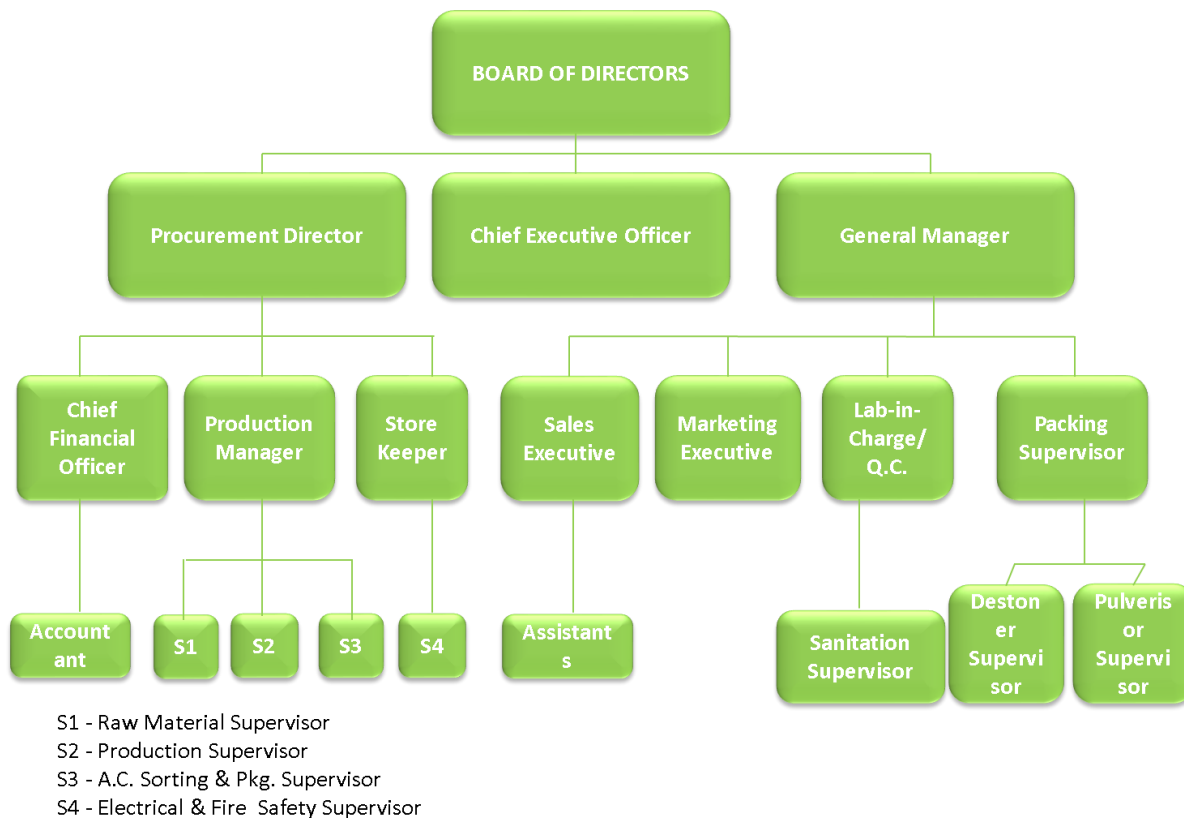 BOARD OF DIRECTORS
Procurement Director
Chief Executive Officer
General Manager
Chief
Financial
Officer
Production
Manager
Store
Keeper
Sales
Executive
Marketing
Executive
Lab-in-
Charge/
Q.C.
Packing
Supervisor
Account
ant
S1
S2
S3
S4
Assistant
s
Sanitation
Supervisor
Deston
er
Supervi
sor
Pulveris
or
Supervi
sor
S1 - Raw Material Supervisor
S2 - Production Supervisor
S3 - A.C. Sorting & Pkg. Supervisor
S4 - Electrical & Fire Safety Supervisor